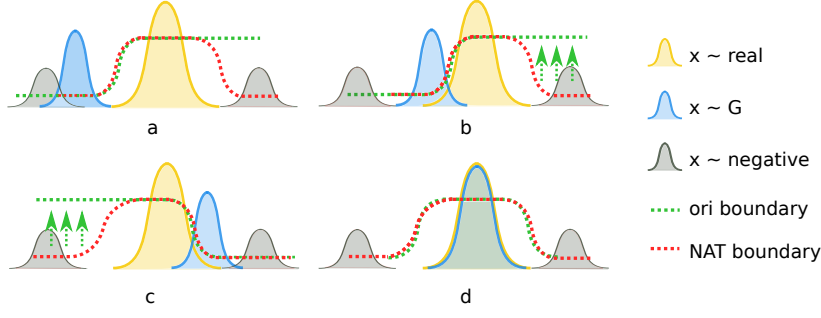 a
b
c
d
x ~ real
x ~ G
x ~ negative
ori boundary
NAT boundary